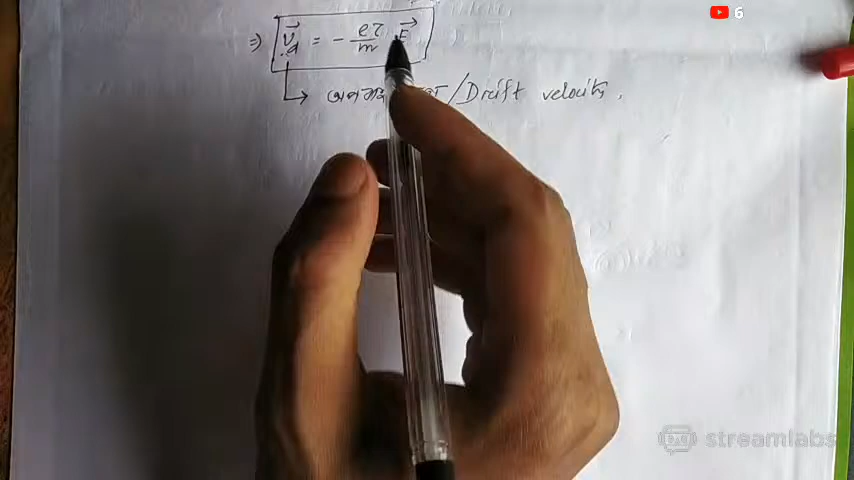 6
⇒ v⃗d = - eτ/m E⃗
/Drift velocity.
streamlabs